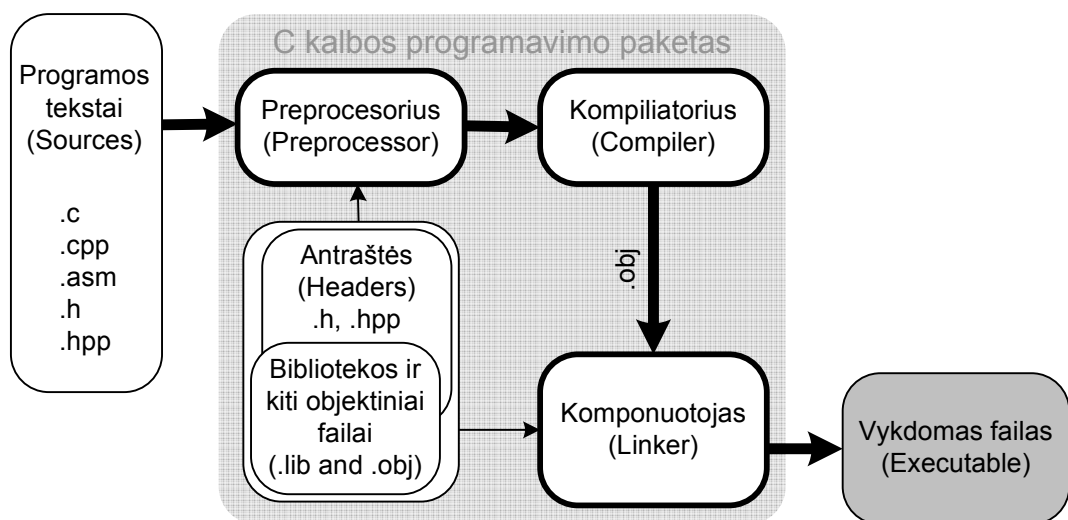 C kalbos programavimo paketas
Programos
tekstai
(Sources)
.c
.cpp
.asm
.h
.hpp
Preprocesorius
(Preprocessor)
Kompiliatorius
(Compiler)
Antraštės
(Headers)
.h, .hpp
Bibliotekos ir
kiti objektiniai
failai
(.lib and .obj)
.obj
Komponuotojas
(Linker)
Vykdomas failas
(Executable)